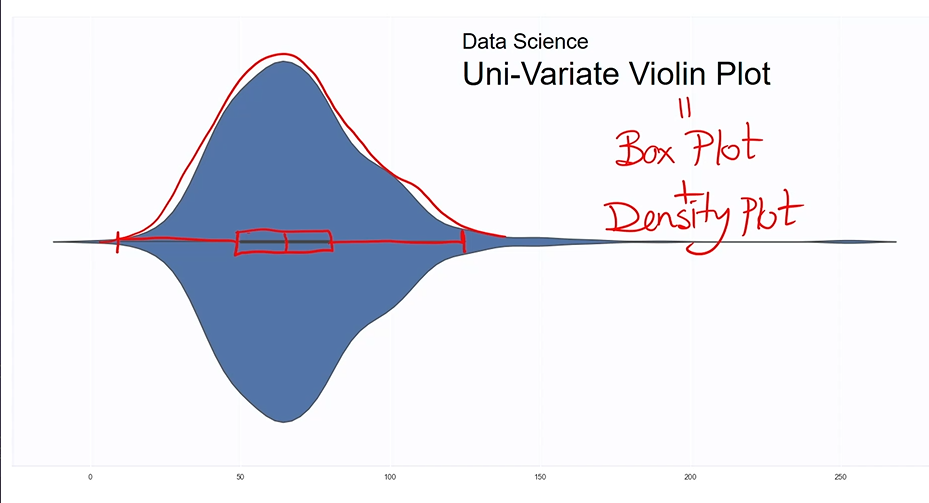 Data Science
Uni-Variate Violin Plot
=
Box Plot
+
Density Plot
0 50 100 150 200 250